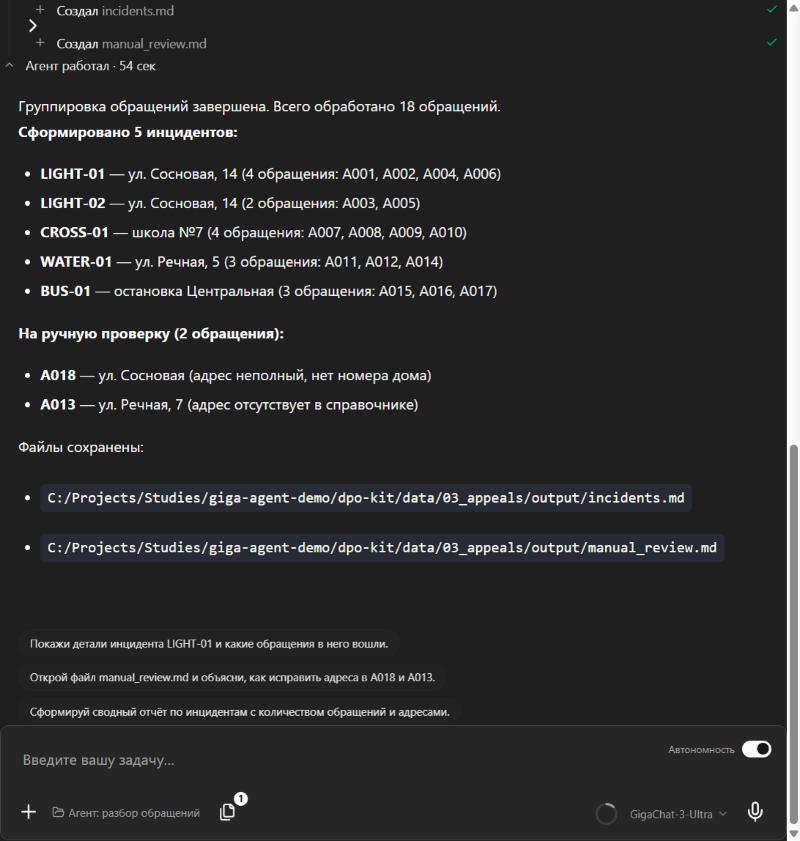 Создал incidents.md
Создал manual_review.md
Агент работал · 54 сек
Группировка обращений завершена. Всего обработано 18 обращений.
Сформировано 5 инцидентов:
• LIGHT-01 — ул. Сосновая, 14 (4 обращения: A001, A002, A004, A006)
• LIGHT-02 — ул. Сосновая, 14 (2 обращения: A003, A005)
• CROSS-01 — школа №7 (4 обращения: A007, A008, A009, A010)
• WATER-01 — ул. Речная, 5 (3 обращения: A011, A012, A014)
• BUS-01 — остановка Центральная (3 обращения: A015, A016, A017)
На ручную проверку (2 обращения):
• A018 — ул. Сосновая (адрес неполный, нет номера дома)
• A013 — ул. Речная, 7 (адрес отсутствует в справочнике)
Файлы сохранены:
• C:/Projects/Studies/giga-agent-demo/dpo-kit/data/03_appeals/output/incidents.md
• C:/Projects/Studies/giga-agent-demo/dpo-kit/data/03_appeals/output/manual_review.md
Покажи детали инцидента LIGHT-01 и какие обращения в него вошли.
Открой файл manual_review.md и объясни, как исправить адреса в A018 и A013.
Сформируй сводный отчёт по инцидентам с количеством обращений и адресами.
Автономность
Введите вашу задачу...
Агент: разбор обращений
1
GigaChat-3-Ultra